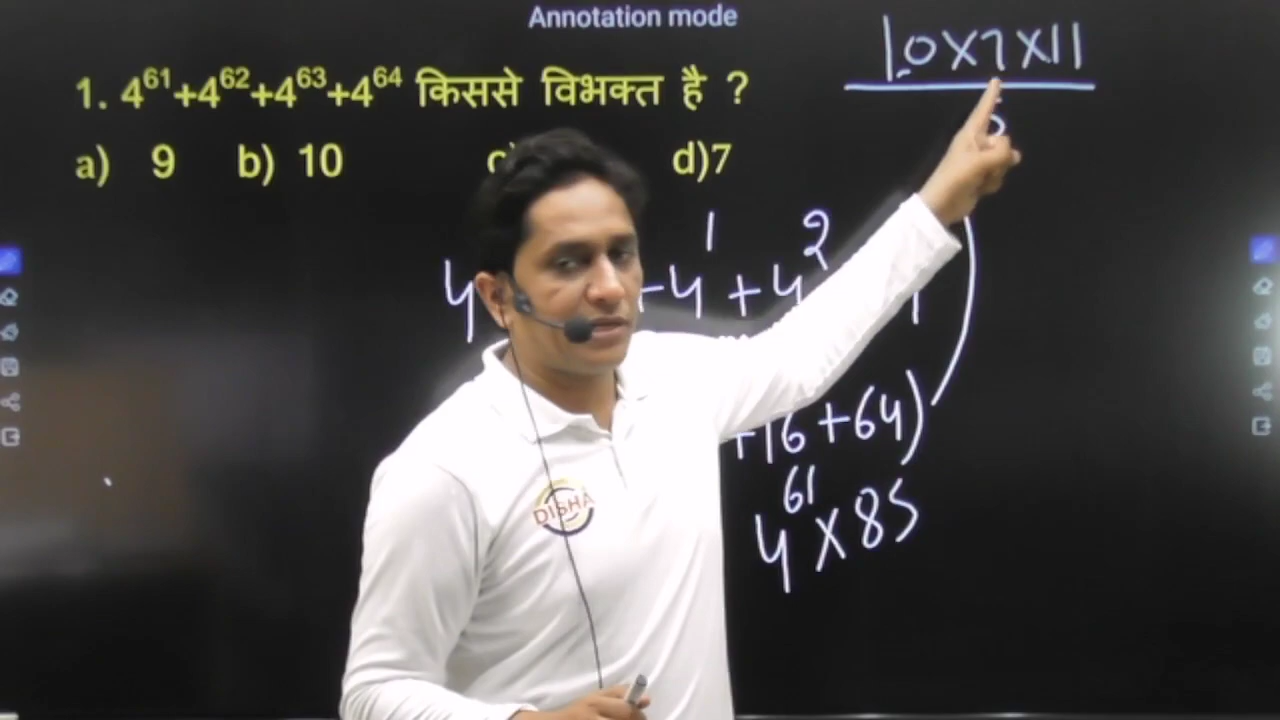 Annotation mode
10×7×11
1. 4⁶¹+4⁶²+4⁶³+4⁶⁴ किससे विभक्त है ?
a) 9 b) 10 d)7
4 4¹ + 4²
+16 +64)
4⁶¹ × 85
DISHA